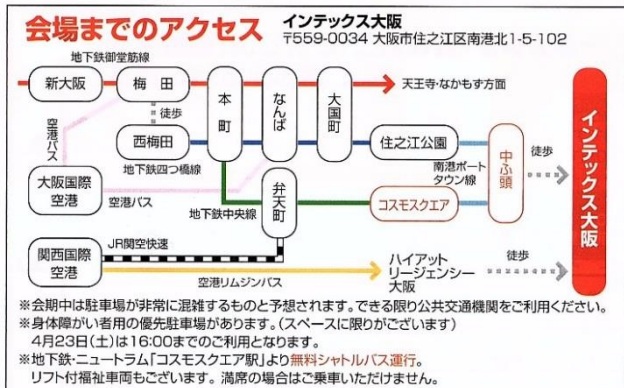 会場までのアクセス
インテックス大阪
〒559-0034 大阪市住之江区南港北1-5-102
地下鉄御堂筋線
新大阪
梅田
本町
なんば
大国町
天王寺・なかもず方面
徒歩
空港バス
西梅田
住之江公園
中ふ頭
徒歩
インテックス大阪
地下鉄四つ橋線
南港ポート
タウン線
大阪国際
空港
空港バス
地下鉄中央線
弁天町
コスモスクエア
JR関空快速
関西国際
空港
空港リムジンバス
ハイアット
リージェンシー
大阪
徒歩
※会期中は駐車場が非常に混雑するものと予想されます。できる限り公共交通機関をご利用ください。
※身体障がい者用の優先駐車場があります。(スペースに限りがございます)
4月23日(土)は16:00までのご利用となります。
※地下鉄・ニュートラム「コスモスクエア駅」より無料シャトルバス運行。
リフト付福祉車両もございます。満席の場合はご乗車いただけません。